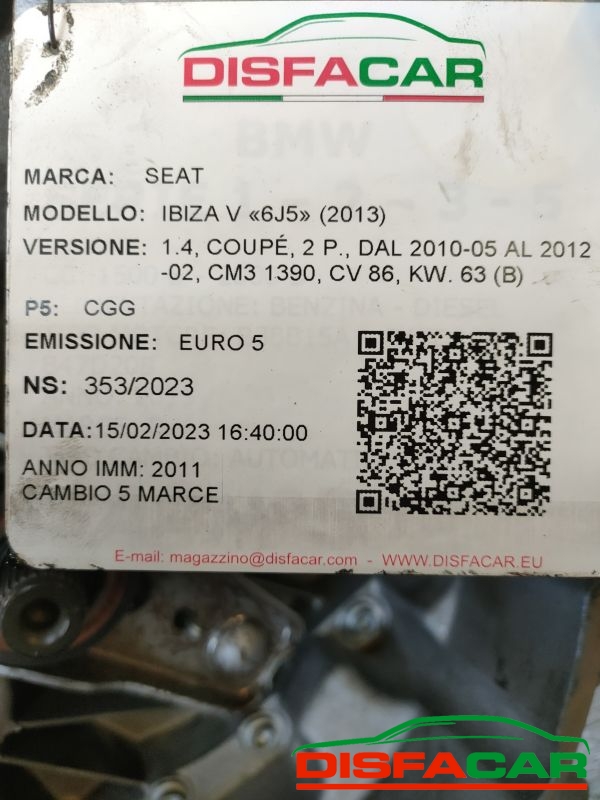 DISFACAR
BMW
MARCA: SEAT
MODELLO: IBIZA V «6J5» (2013)
VERSIONE: 1.4, COUPÉ, 2 P., DAL 2010-05 AL 2012
-02, CM3 1390, CV 86, KW. 63 (B)
P5: CGG
EMISSIONE: EURO 5
NS: 353/2023
DATA:15/02/2023 16:40:00
ANNO IMM: 2011
CAMBIO 5 MARCE
E-mail: magazzino@disfacar.com - WWW.DISFACAR.EU
DISFACAR